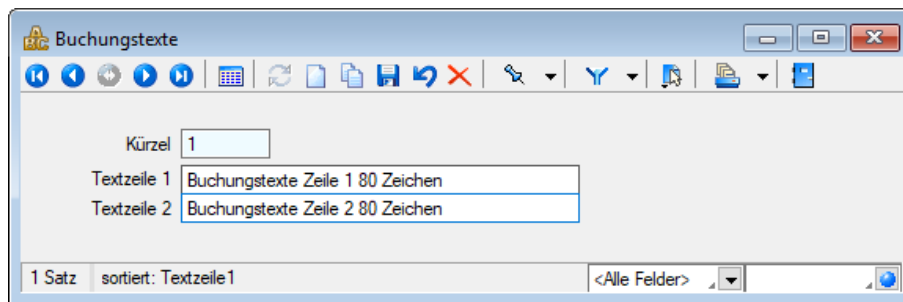 Buchungstexte
Kürzel 1
Textzeile 1 Buchungstexte Zeile 1 80 Zeichen
Textzeile 2 Buchungstexte Zeile 2 80 Zeichen
1 Satz sortiert: Textzeile1 <Alle Felder>